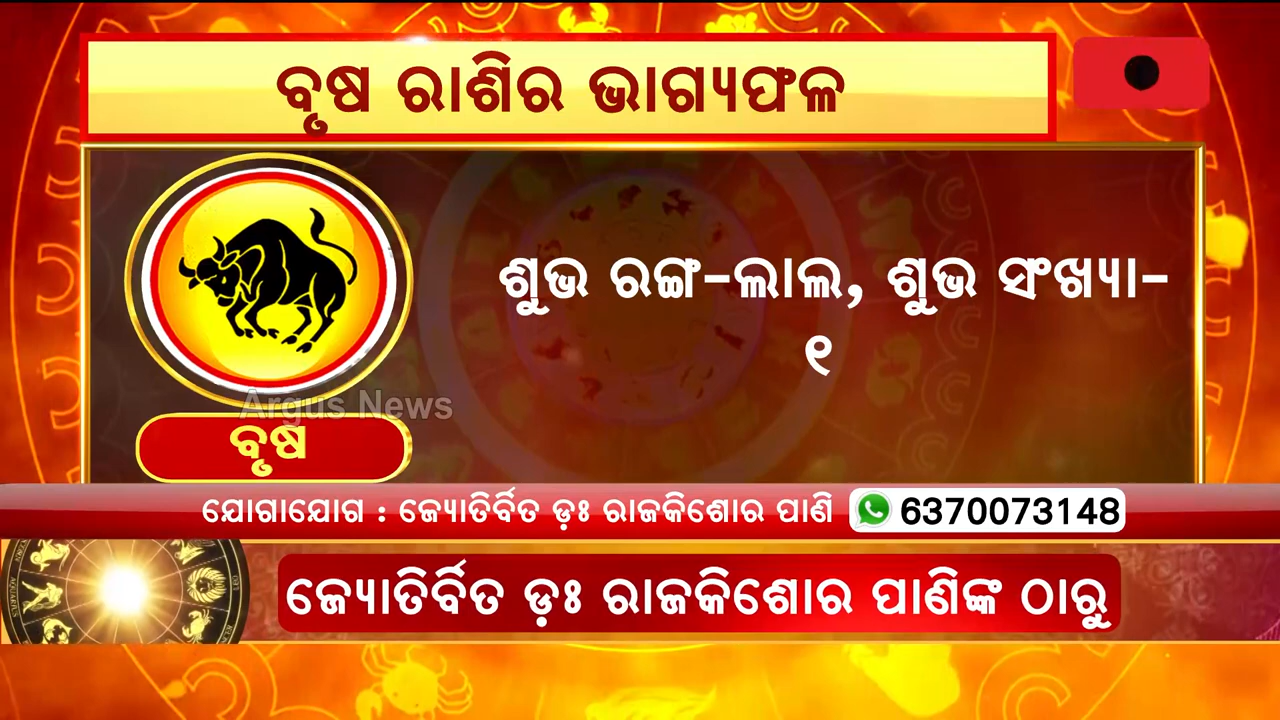 ବୃଷ ରାଶିର ଭାଗ୍ୟଫଳ
ଶୁଭ ରଙ୍ଗ-ଲାଲ, ଶୁଭ ସଂଖ୍ୟା-
୧
Argus News
ବୃଷ
ଯୋଗାଯୋଗ : ଜ୍ୟୋତିର୍ବିତ ଡ଼ଃ ରାଜକିଶୋର ପାଣି 6370073148
ଜ୍ୟୋତିର୍ବିତ ଡ଼ଃ ରାଜକିଶୋର ପାଣିଙ୍କ ଠାରୁ